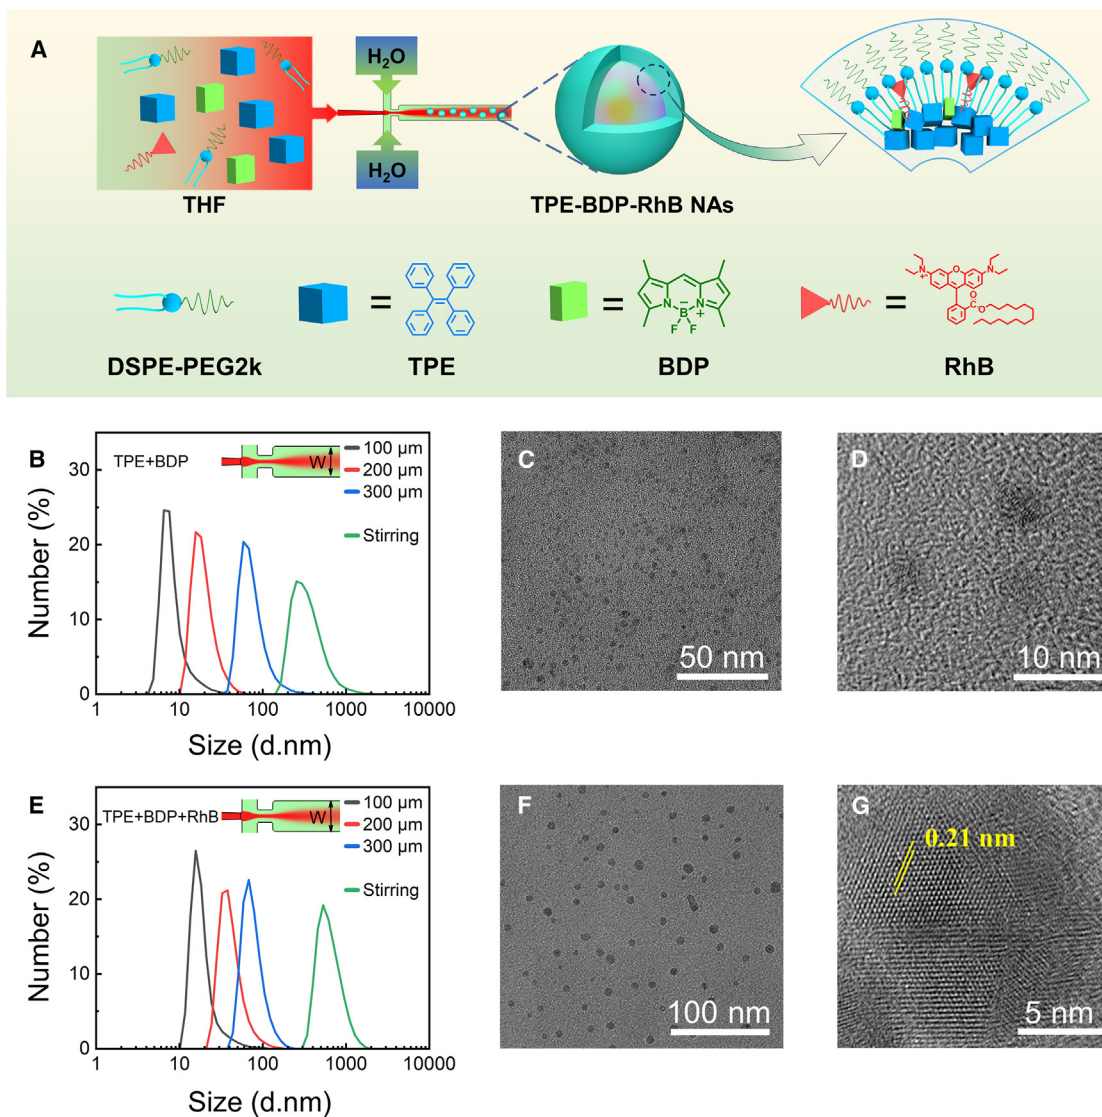 A
H₂O
H₂O
THF
TPE-BDP-RhB NAs
DSPE-PEG2k
=
TPE
=
N
N
B
F
F
−
+
BDP
=
N
+
O
N
C
O
O
RhB
B
TPE+BDP
W
100 µm
200 µm
300 µm
Stirring
Number (%)
30
20
10
0
1
10
100
1000
10000
Size (d.nm)
C
50 nm
D
10 nm
E
TPE+BDP+RhB
W
100 µm
200 µm
300 µm
Stirring
Number (%)
30
20
10
0
1
10
100
1000
10000
Size (d.nm)
F
100 nm
G
0.21 nm
5 nm